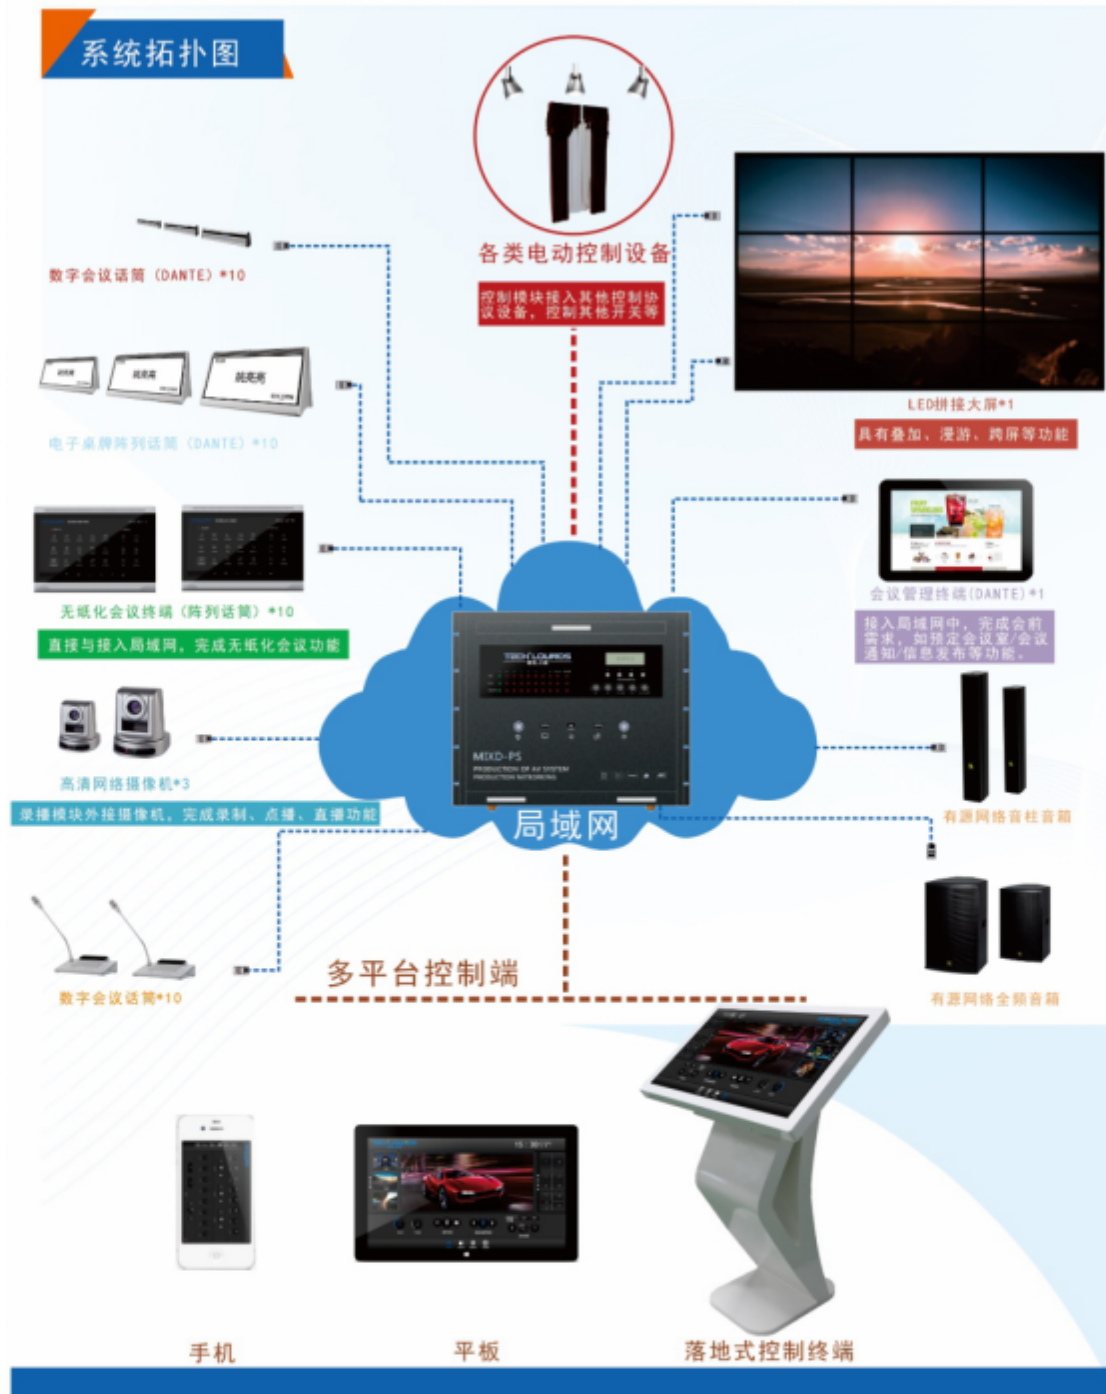 系统拓扑图
各类电动控制设备
控制模块接入其他控制协
议设备，控制其他开关等
数字会议话筒（DANTE）*10
LED拼接大屏*1
具有叠加、漫游、跨屏等功能
电子桌牌阵列话筒（DANTE）*10
无纸化会议终端（阵列话筒）*10
直接与接入局域网，完成无纸化会议功能
会议管理终端(DANTE)*1
接入局域网中，完成会前
需求，如预定会议室/会议
通知/信息发布等功能。
高清网络摄像机*3
录播模块外接摄像机，完成录制、点播、直播功能
MIXD-PS
PRODUCTION OF AV SYSTEM
PRODUCTION NETWORKING
局域网
有源网络音柱音箱
数字会议话筒*10
有源网络全频音箱
多平台控制端
手机
平板
落地式控制终端